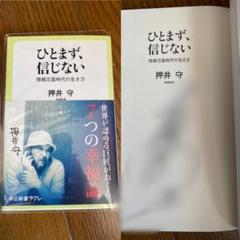 ひとまず、
信じない
情報氾濫時代の生き方
押井 守
世界が認める巨匠がおくる
7つの幸福論
押井守
中公新書ラクレ
ひとまず、
信じない
情報氾濫時代の生き方
押井 守